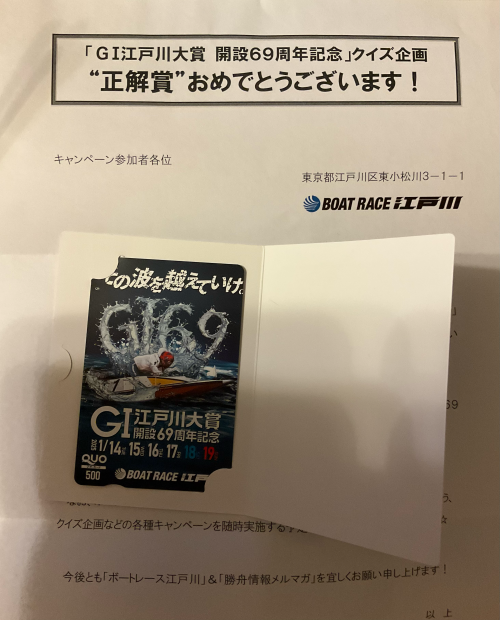 「GI江戸川大賞 開設69周年記念」クイズ企画
“正解賞”おめでとうございます！
キャンペーン参加者各位
東京都江戸川区東小松川3－1－1
BOAT RACE 江戸川
その波を越えていけ。
GI69
GI江戸川大賞
開設69周年記念
1/14 15 16 17 18 19
QUO
500
BOAT RACE 江戸
69
クイズ企画などの各種キャンペーンを随時実施する予定
今後とも「ボートレース江戸川」＆「勝舟情報メルマガ」を宜しくお願い申し上げます！
以 上